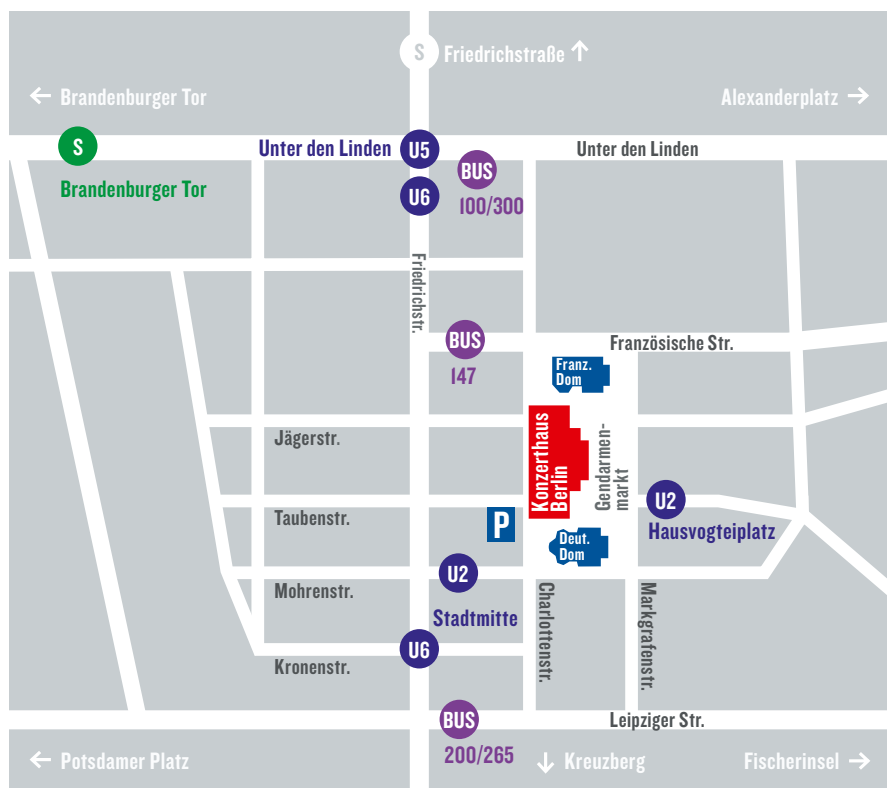 S Friedrichstraße ↑
← Brandenburger Tor
Alexanderplatz →
S
Brandenburger Tor
Unter den Linden U5
U6
BUS
100/300
Unter den Linden
Friedrichstr.
BUS
147
Französische Str.
Franz.
Dom
Jägerstr.
Konzerthaus
Berlin
Gendarmen-
markt
Taubenstr.
P
U2
Hausvogteiplatz
Deut.
Dom
Mohrenstr.
U2
Stadtmitte
Charlottenstr.
Markgrafenstr.
U6
Kronenstr.
BUS
200/265
Leipziger Str.
← Potsdamer Platz
↓ Kreuzberg
Fischerinsel →